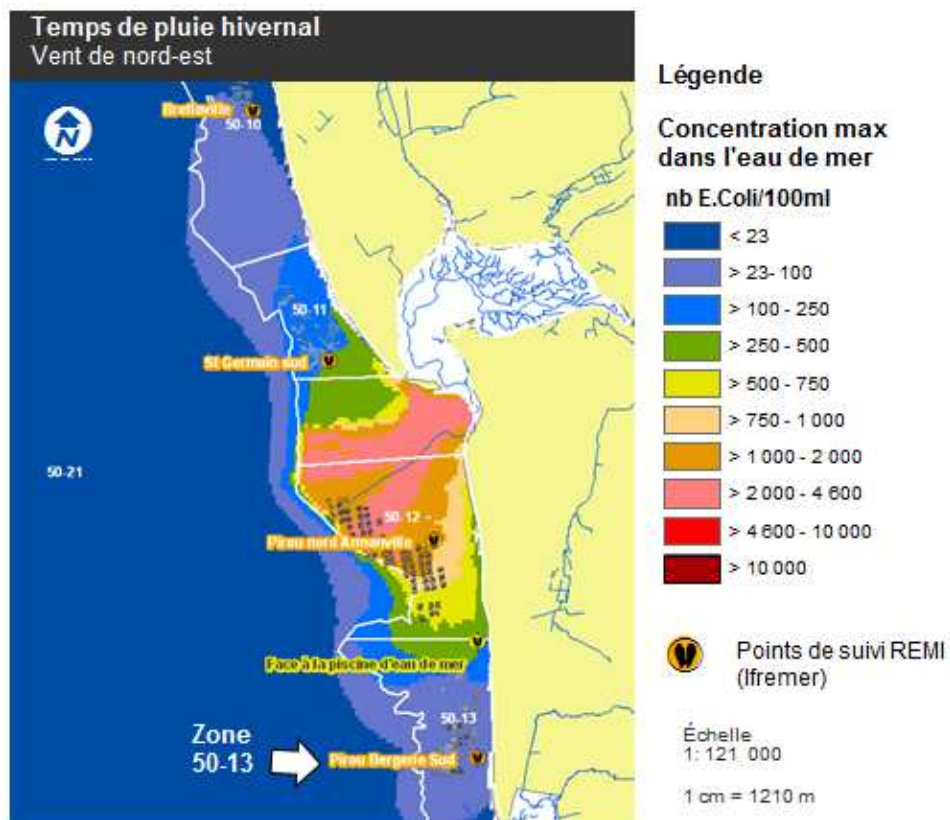 Temps de pluie hivernal
Vent de nord-est
N
Bretteville
50-10
50-11
St Germain sud
50-21
50-12
Pirou nord Armanville
Face à la piscine d'eau de mer
50-13
Zone
50-13
Pirou Bergerie Sud
Légende
Concentration max
dans l'eau de mer
nb E.Coli/100ml
< 23
> 23- 100
> 100 - 250
> 250 - 500
> 500 - 750
> 750 - 1 000
> 1 000 - 2 000
> 2 000 - 4 600
> 4 600 - 10 000
> 10 000
Points de suivi REMI
(Ifremer)
Échelle
1: 121 000
1 cm = 1210 m